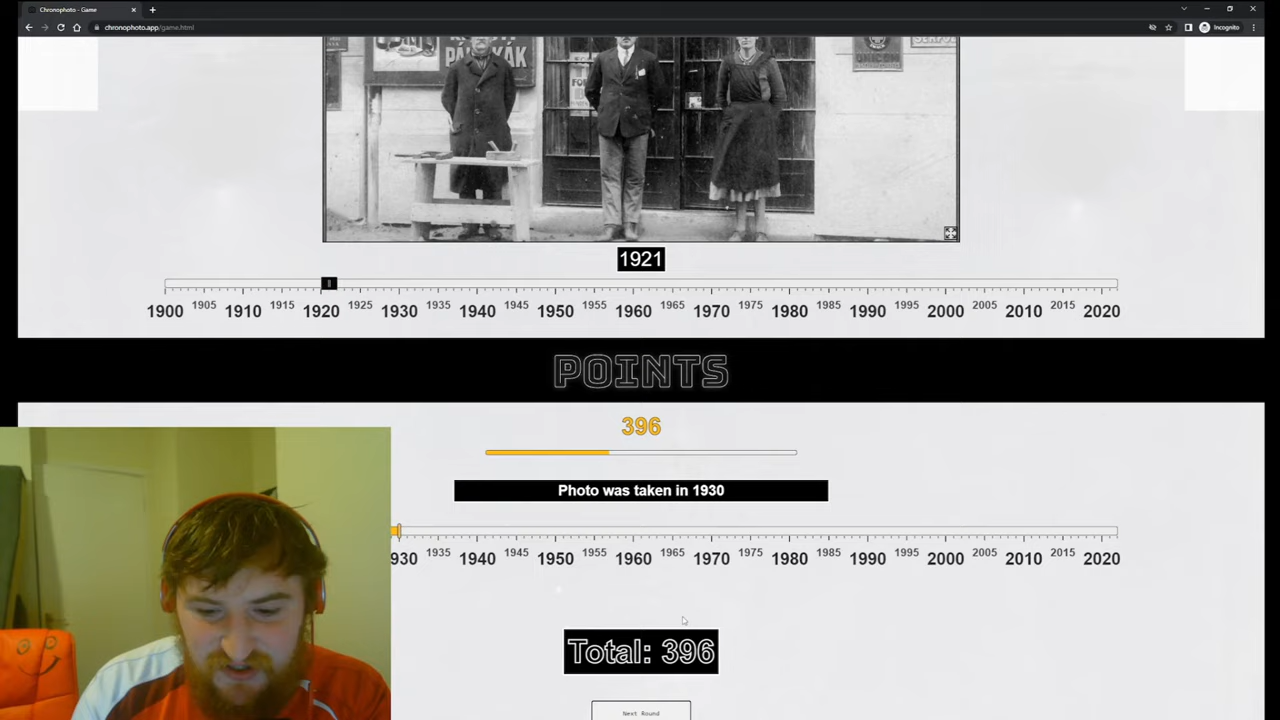 Chronophoto - Game
chronophoto.app/game.html
Incognito
UNICUM
1921
1900 1905 1910 1915 1920 1925 1930 1935 1940 1945 1950 1955 1960 1965 1970 1975 1980 1985 1990 1995 2000 2005 2010 2015 2020
POINTS
396
Photo was taken in 1930
930 1935 1940 1945 1950 1955 1960 1965 1970 1975 1980 1985 1990 1995 2000 2005 2010 2015 2020
Total: 396
Next Round